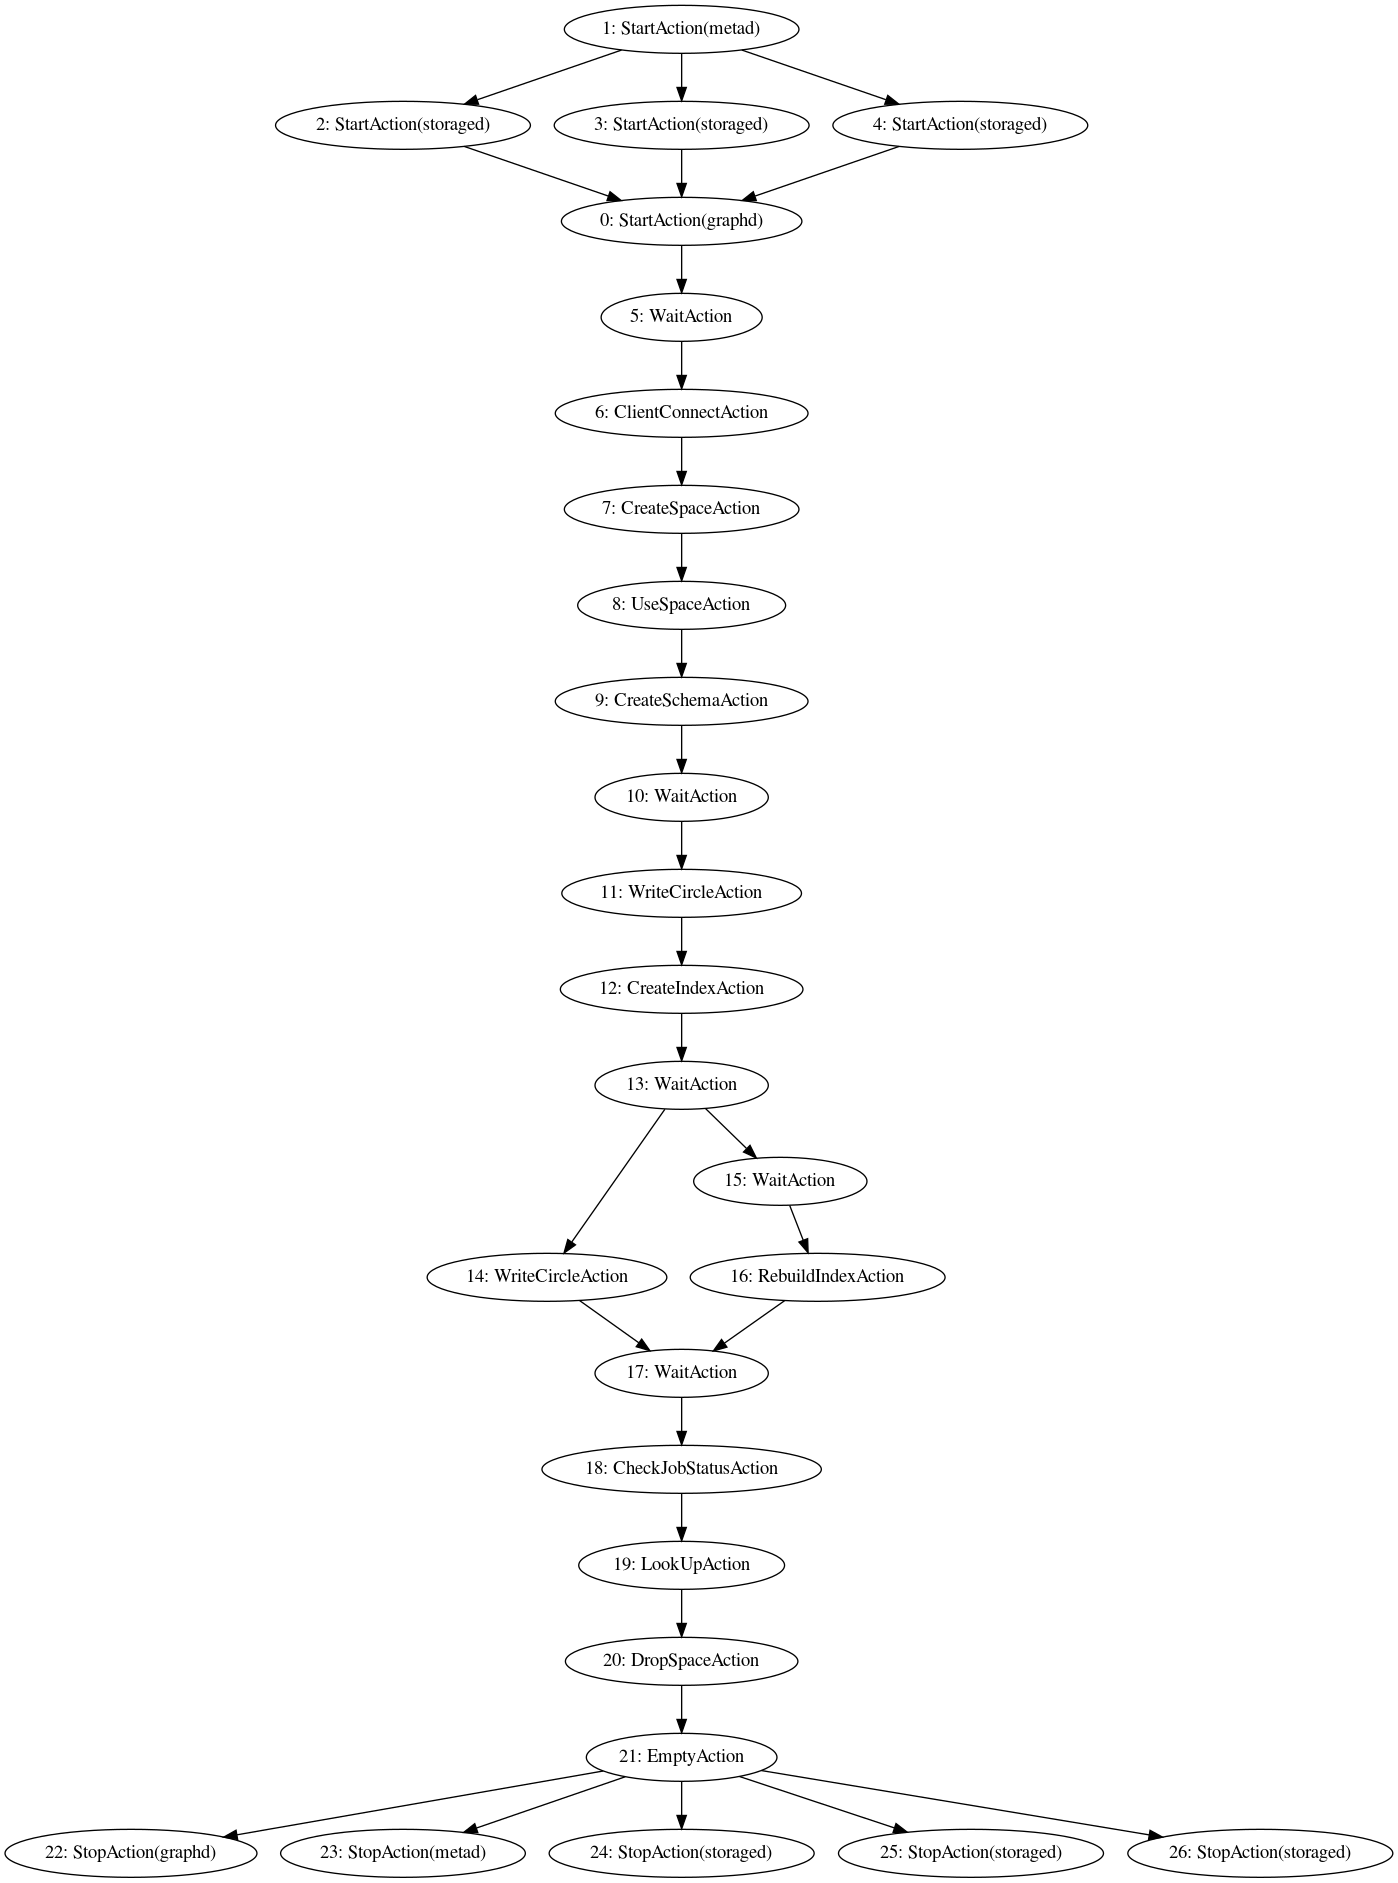 1: StartAction(metad)
2: StartAction(storaged)
3: StartAction(storaged)
4: StartAction(storaged)
0: StartAction(graphd)
5: WaitAction
6: ClientConnectAction
7: CreateSpaceAction
8: UseSpaceAction
9: CreateSchemaAction
10: WaitAction
11: WriteCircleAction
12: CreateIndexAction
13: WaitAction
15: WaitAction
14: WriteCircleAction
16: RebuildIndexAction
17: WaitAction
18: CheckJobStatusAction
19: LookUpAction
20: DropSpaceAction
21: EmptyAction
22: StopAction(graphd)
23: StopAction(metad)
24: StopAction(storaged)
25: StopAction(storaged)
26: StopAction(storaged)